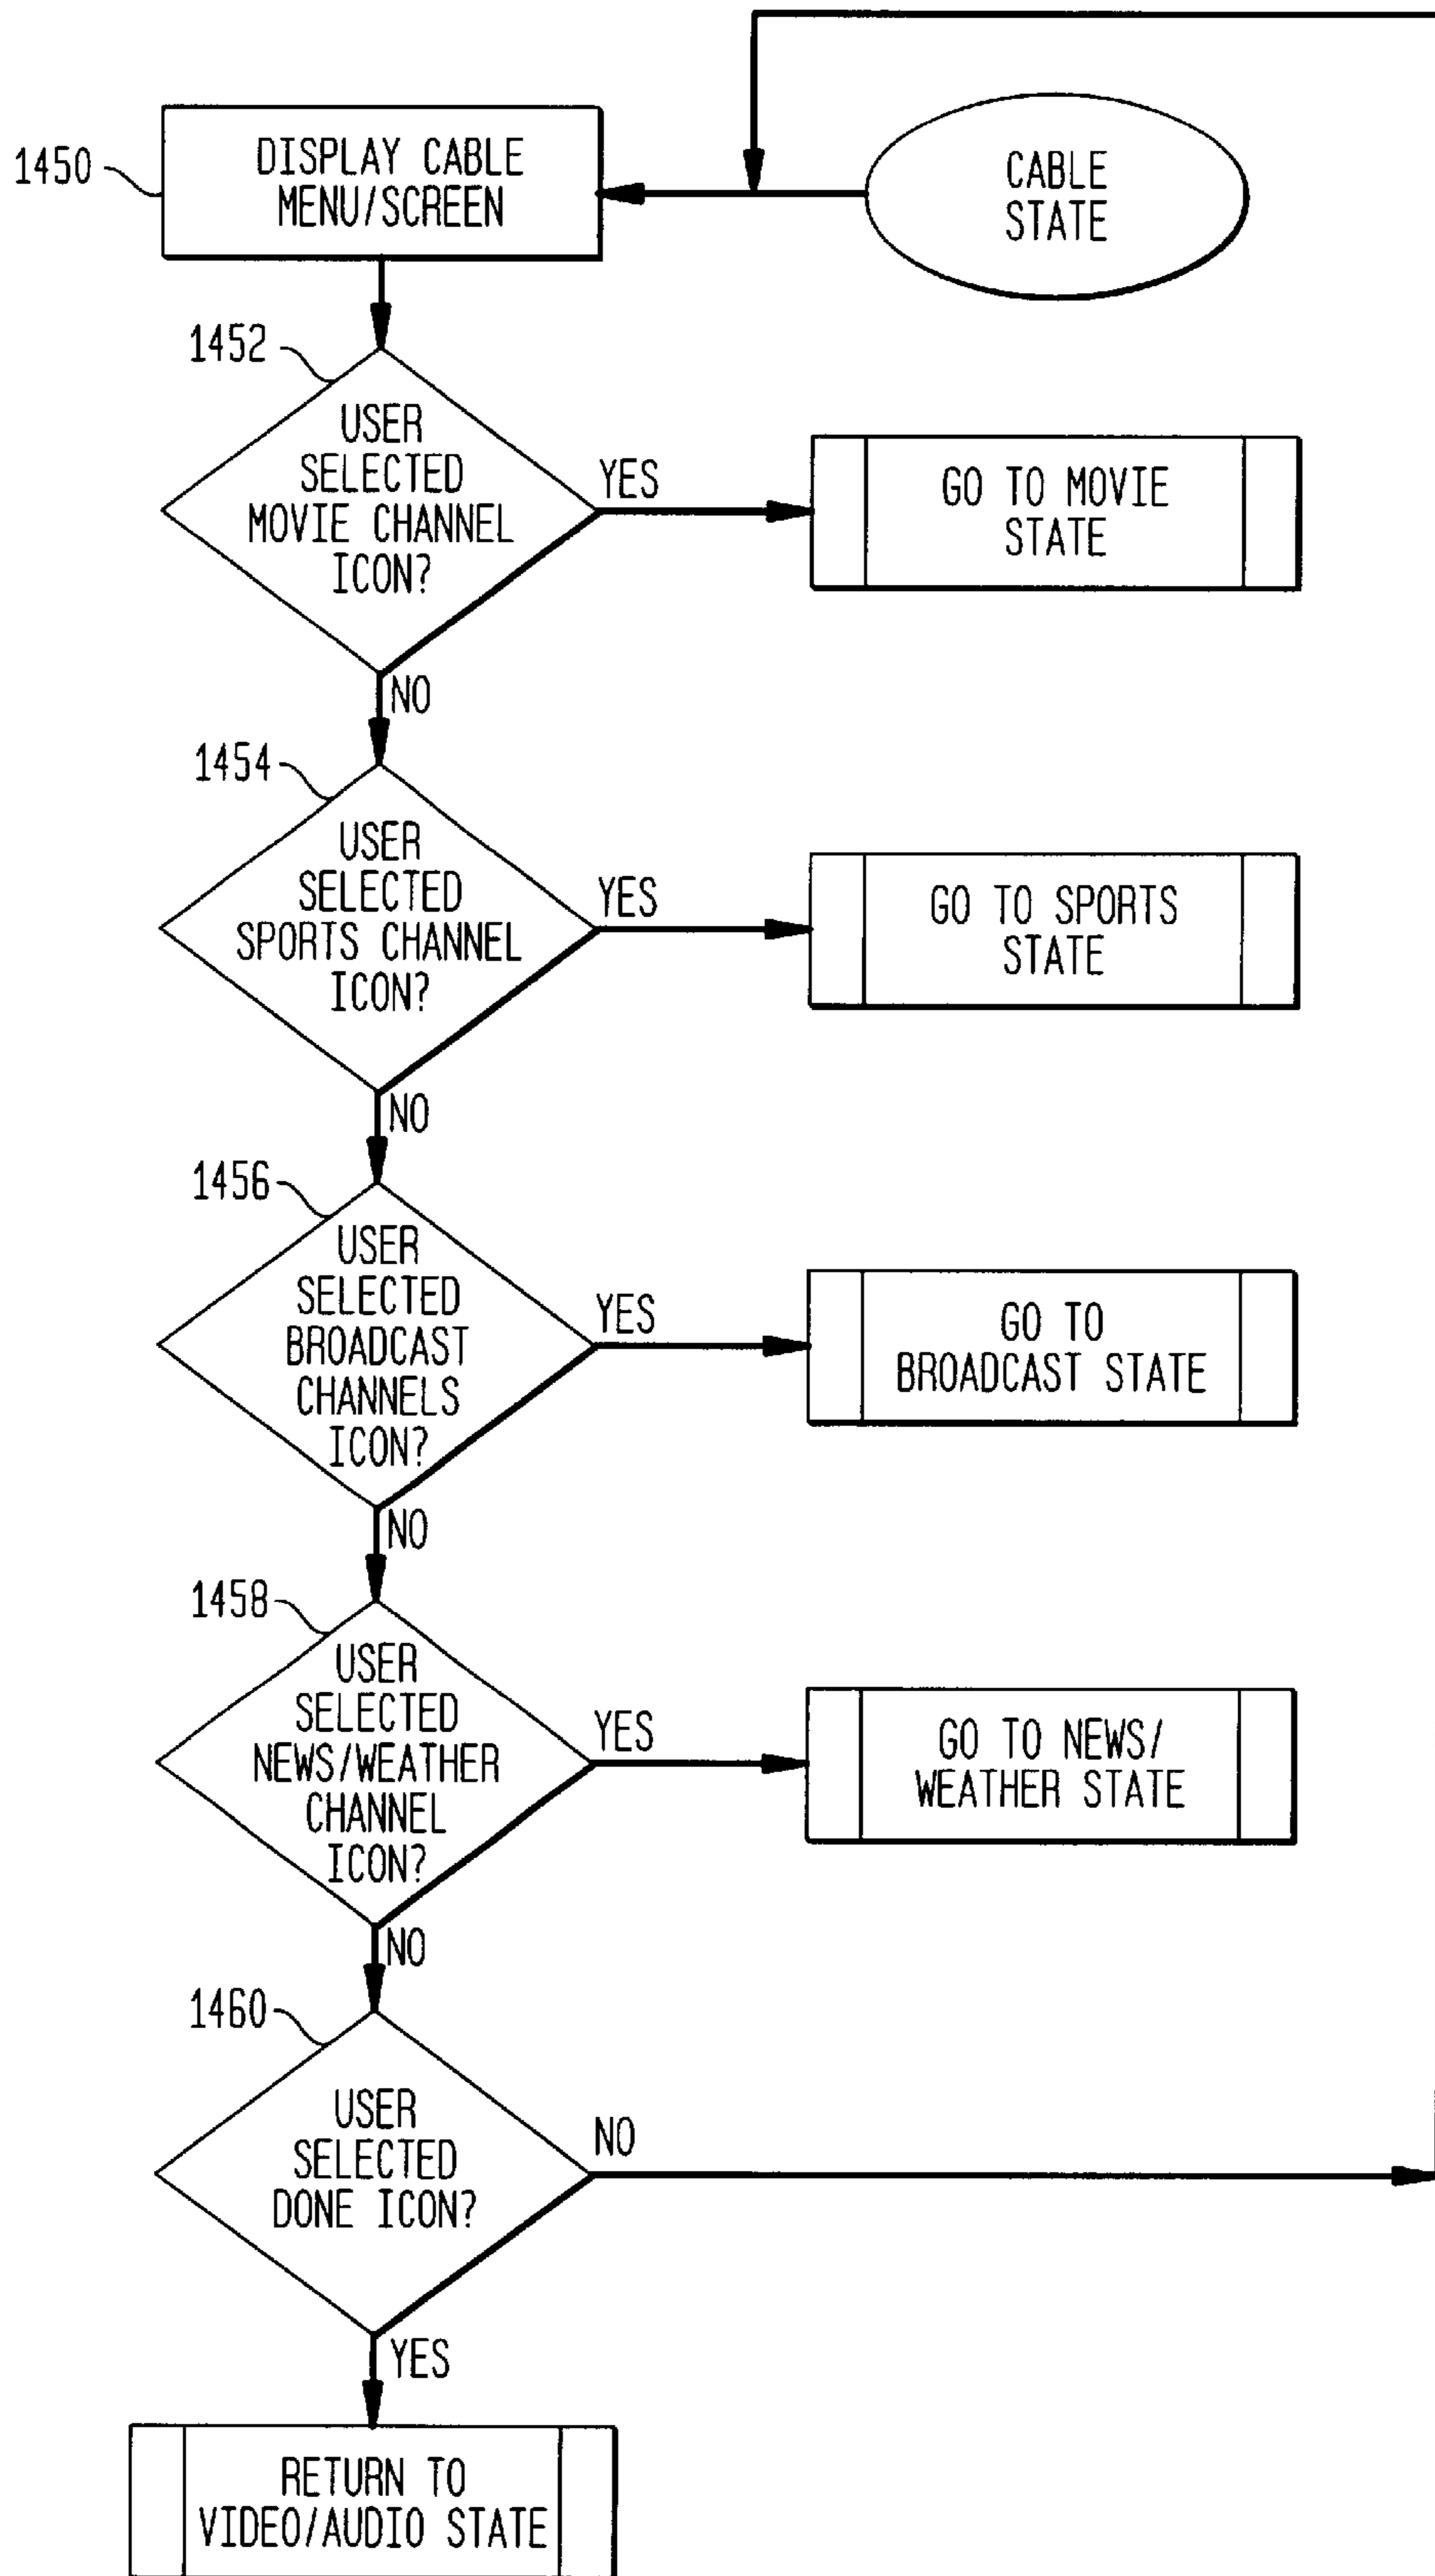 1450
DISPLAY CABLE
MENU/SCREEN
CABLE
STATE
1452
USER
SELECTED
MOVIE CHANNEL
ICON?
YES
GO TO MOVIE
STATE
NO
1454
USER
SELECTED
SPORTS CHANNEL
ICON?
YES
GO TO SPORTS
STATE
NO
1456
USER
SELECTED
BROADCAST
CHANNELS
ICON?
YES
GO TO
BROADCAST STATE
NO
1458
USER
SELECTED
NEWS/WEATHER
CHANNEL
ICON?
YES
GO TO NEWS/
WEATHER STATE
NO
1460
USER
SELECTED
DONE ICON?
NO
YES
RETURN TO
VIDEO/AUDIO STATE